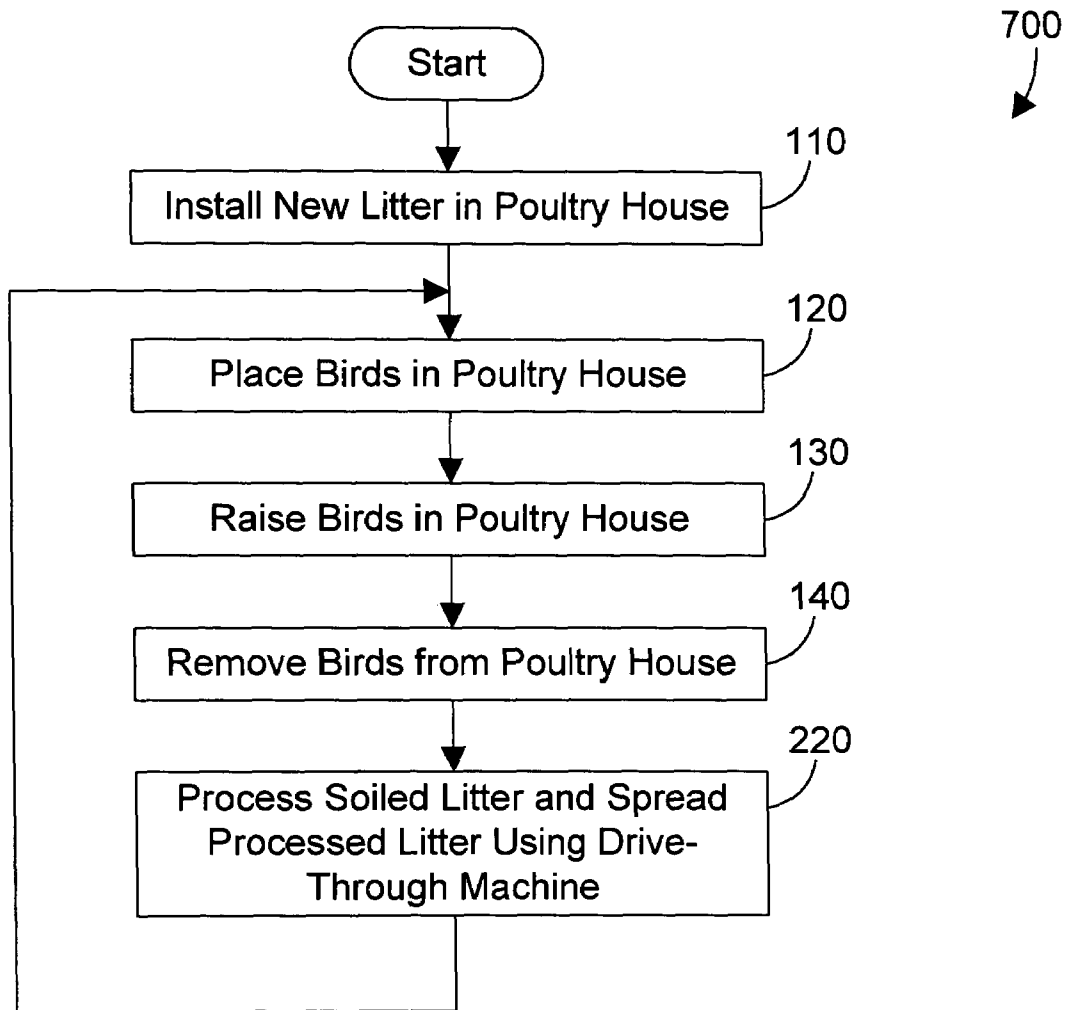 700
Start
110
Install New Litter in Poultry House
120
Place Birds in Poultry House
130
Raise Birds in Poultry House
140
Remove Birds from Poultry House
220
Process Soiled Litter and Spread
Processed Litter Using Drive-
Through Machine